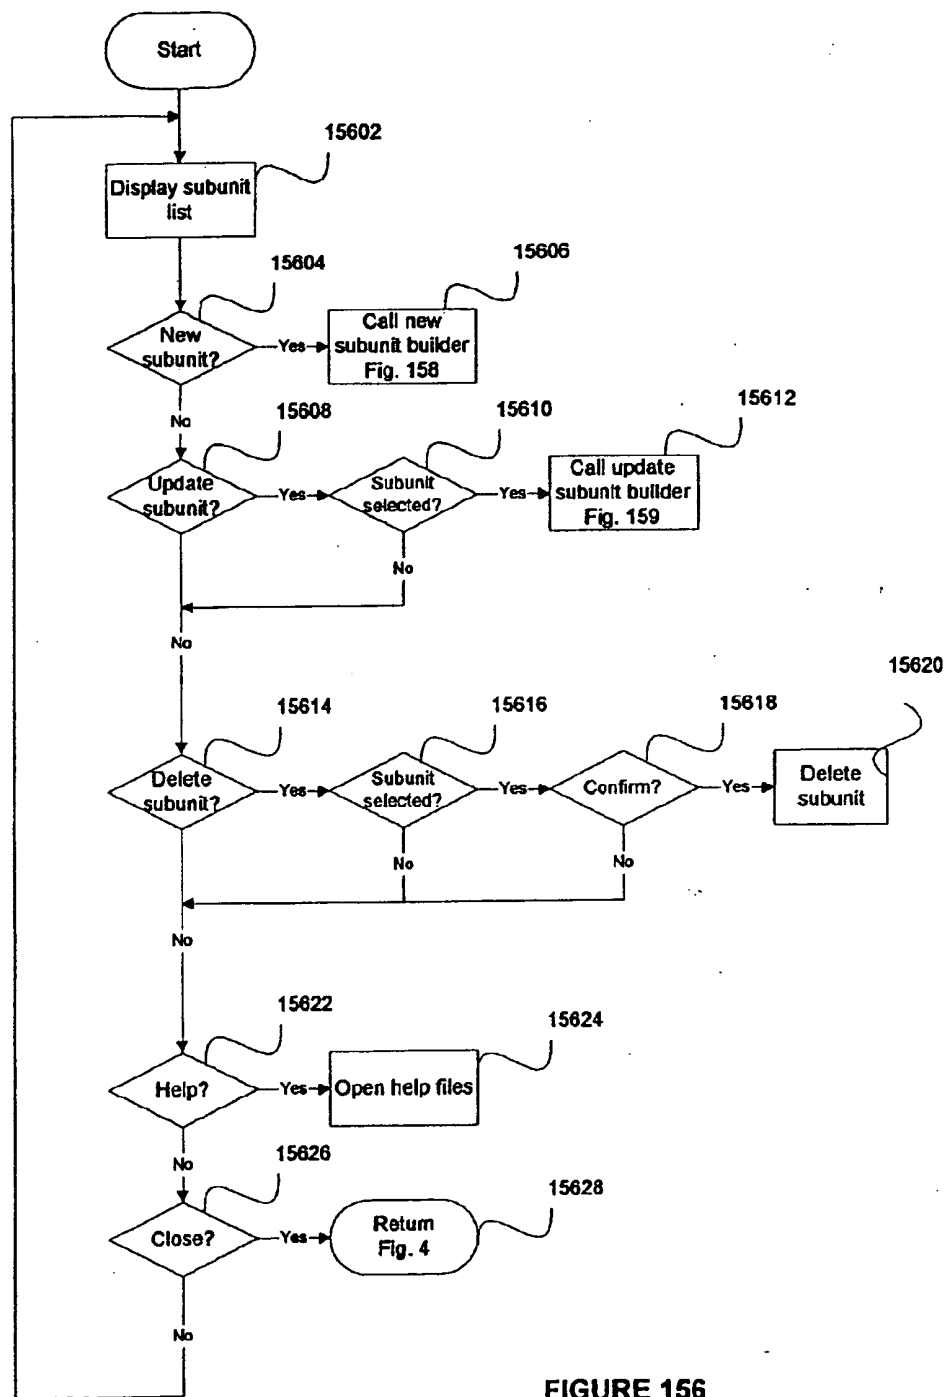 Start
15602
Display subunit
list
15604
15606
New
subunit?
Yes
Call new
subunit builder
Fig. 158
No
15608
15610
15612
Update
subunit?
Yes
Subunit
selected?
Yes
Call update
subunit builder
Fig. 159
No
No
15614
15616
15618
15620
Delete
subunit?
Yes
Subunit
selected?
Yes
Confirm?
Yes
Delete
subunit
No
No
No
15622
15624
Help?
Yes
Open help files
No
15626
15628
Close?
Yes
Return
Fig. 4
No
FIGURE 156